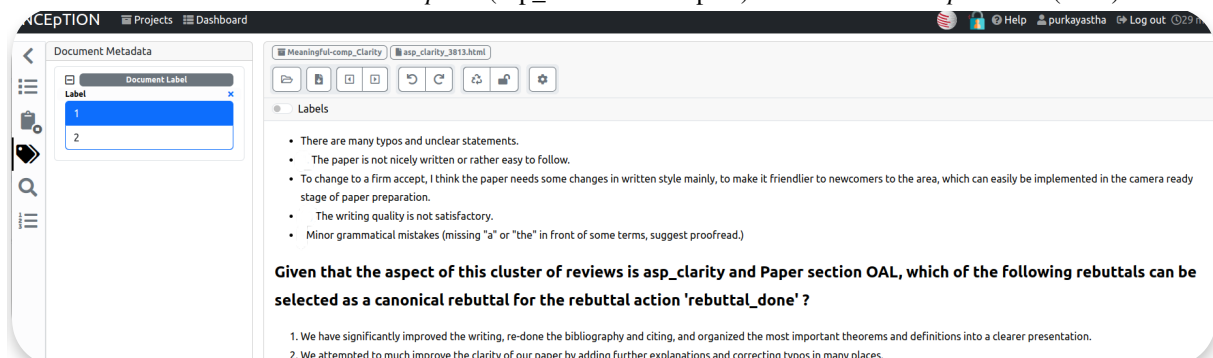 NCEpTION Projects Dashboard Help purkayastha Log out 29
Document Metadata
Meaningful-comp_Clarity asp_clarity_3813.html
Document Label
Label
1
2
Labels
• There are many typos and unclear statements.
• The paper is not nicely written or rather easy to follow.
• To change to a firm accept, I think the paper needs some changes in written style mainly, to make it friendlier to newcomers to the area, which can easily be implemented in the camera ready
stage of paper preparation.
• The writing quality is not satisfactory.
• Minor grammatical mistakes (missing "a" or "the" in front of some terms, suggest proofread.)
Given that the aspect of this cluster of reviews is asp_clarity and Paper section OAL, which of the following rebuttals can be
selected as a canonical rebuttal for the rebuttal action 'rebuttal_done' ?
1. We have significantly improved the writing, re-done the bibliography and citing, and organized the most important theorems and definitions into a clearer presentation.
2. We attempted to much improve the clarity of our paper by adding further explanations and correcting typos in many places.